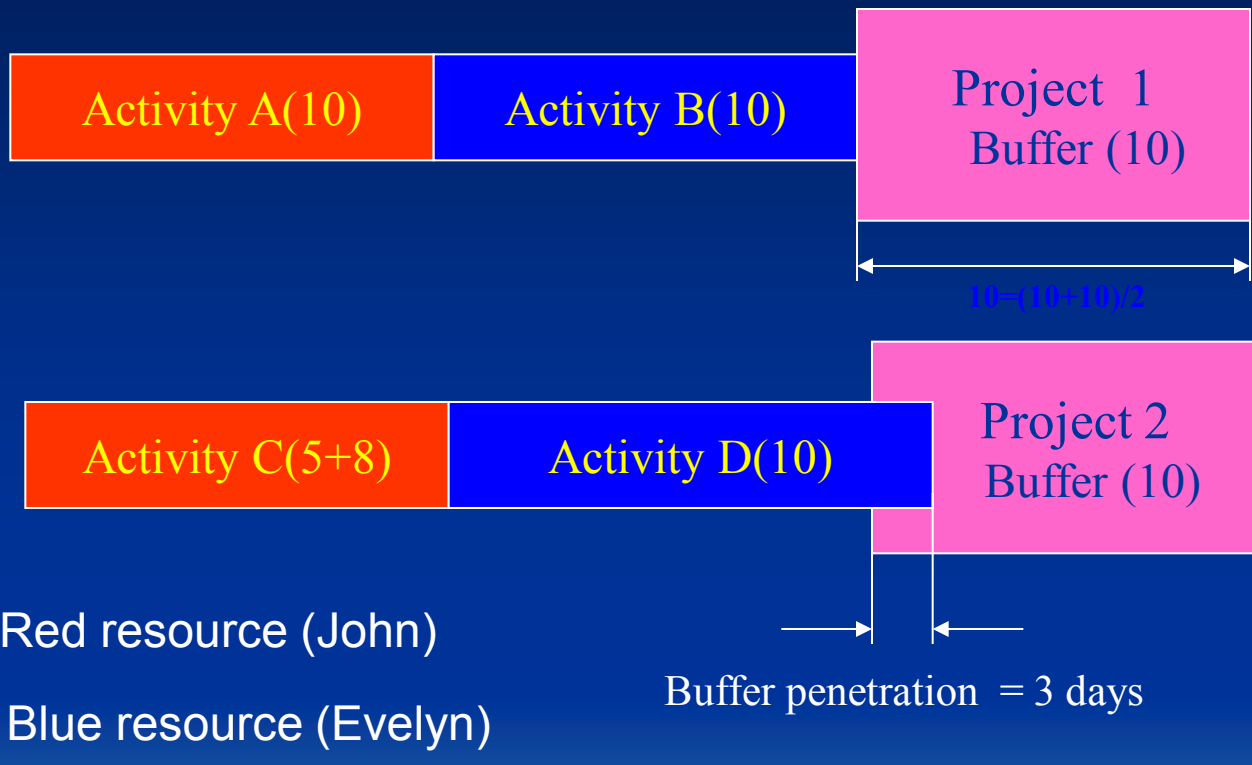 Activity A(10)
Activity B(10)
Project 1
Buffer (10)
10=(10+10)/2
Activity C(5+8)
Activity D(10)
Project 2
Buffer (10)
Red resource (John)
Buffer penetration = 3 days
Blue resource (Evelyn)